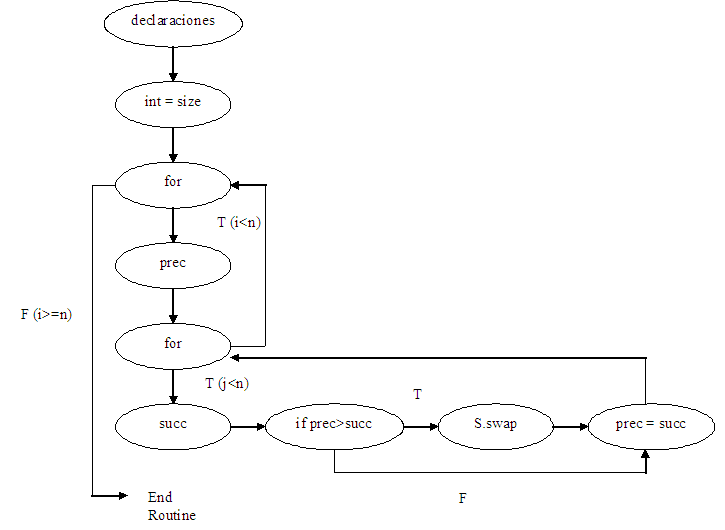 declaraciones
int = size
for
T (i<n)
prec
F (i>=n)
for
T (j<n)
T
succ
if prec>succ
S.swap
prec = succ
F
End
Routine